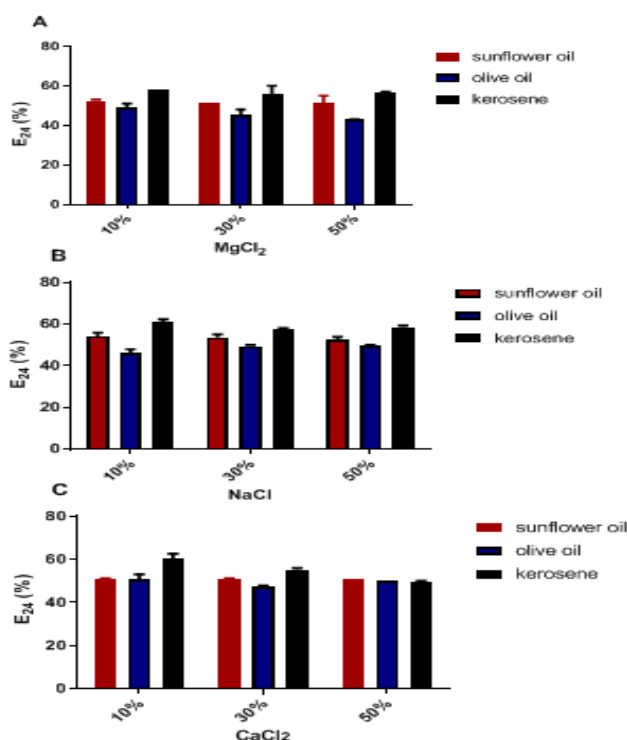 A
80
60
40
20
0
E24 (%)
10%
30%
50%
MgCl2
sunflower oil
olive oil
kerosene
B
80
60
40
20
0
E24 (%)
10%
30%
50%
NaCl
sunflower oil
olive oil
kerosene
C
80
60
40
20
0
E24 (%)
10%
30%
50%
CaCl2
sunflower oil
olive oil
kerosene